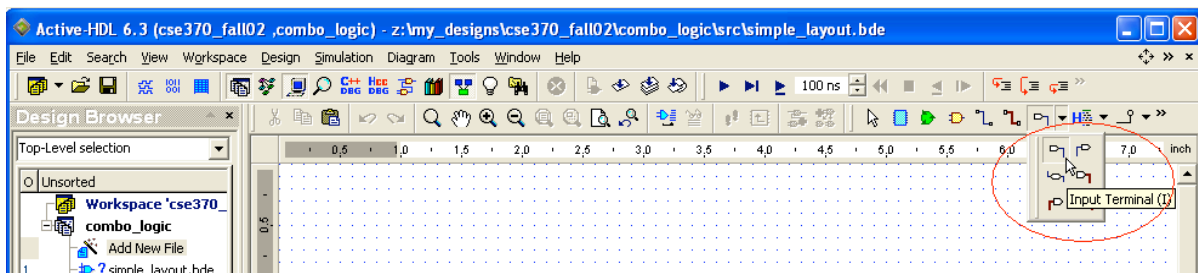 Active-HDL 6.3 (cse370_fall02 ,combo_logic) - z:\my_designs\cse370_fall02\combo_logic\src\simple_layout.bde
File Edit Search View Workspace Design Simulation Diagram Tools Window Help
C++ DBG HDE DBG 100 ns
Design Browser
Top-Level selection
0,5 1,0 1,5 2,0 2,5 3,0 3,5 4,0 4,5 5,0 5,5 6,0 7,0 inch
Unsorted
Workspace 'cse370_
combo_logic
Add New File
1 ? simple_layout.bde
0,5
Input Terminal (I)